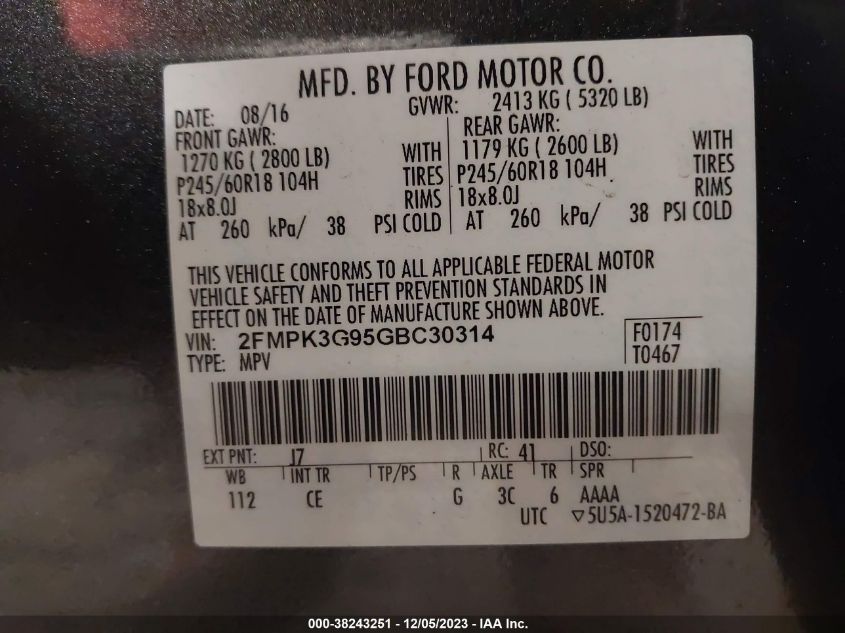 MFD. BY FORD MOTOR CO.
DATE: 08/16 GVWR: 2413 KG ( 5320 LB)
FRONT GAWR: REAR GAWR:
1270 KG ( 2800 LB) WITH 1179 KG ( 2600 LB) WITH
P245/60R18 104H TIRES P245/60R18 104H TIRES
18x8.0J RIMS 18x8.0J RIMS
AT 260 kPa/ 38 PSI COLD AT 260 kPa/ 38 PSI COLD
THIS VEHICLE CONFORMS TO ALL APPLICABLE FEDERAL MOTOR
VEHICLE SAFETY AND THEFT PREVENTION STANDARDS IN
EFFECT ON THE DATE OF MANUFACTURE SHOWN ABOVE.
VIN: 2FMPK3G95GBC30314 F0174
TYPE: MPV T0467
EXT PNT: J7 RC: 41 DSO:
WB INT TR TP/PS R AXLE TR SPR
112 CE G 3C 6 AAAA
UTC ▽5U5A-1520472-BA
000-38243251 - 12/05/2023 - IAA Inc.